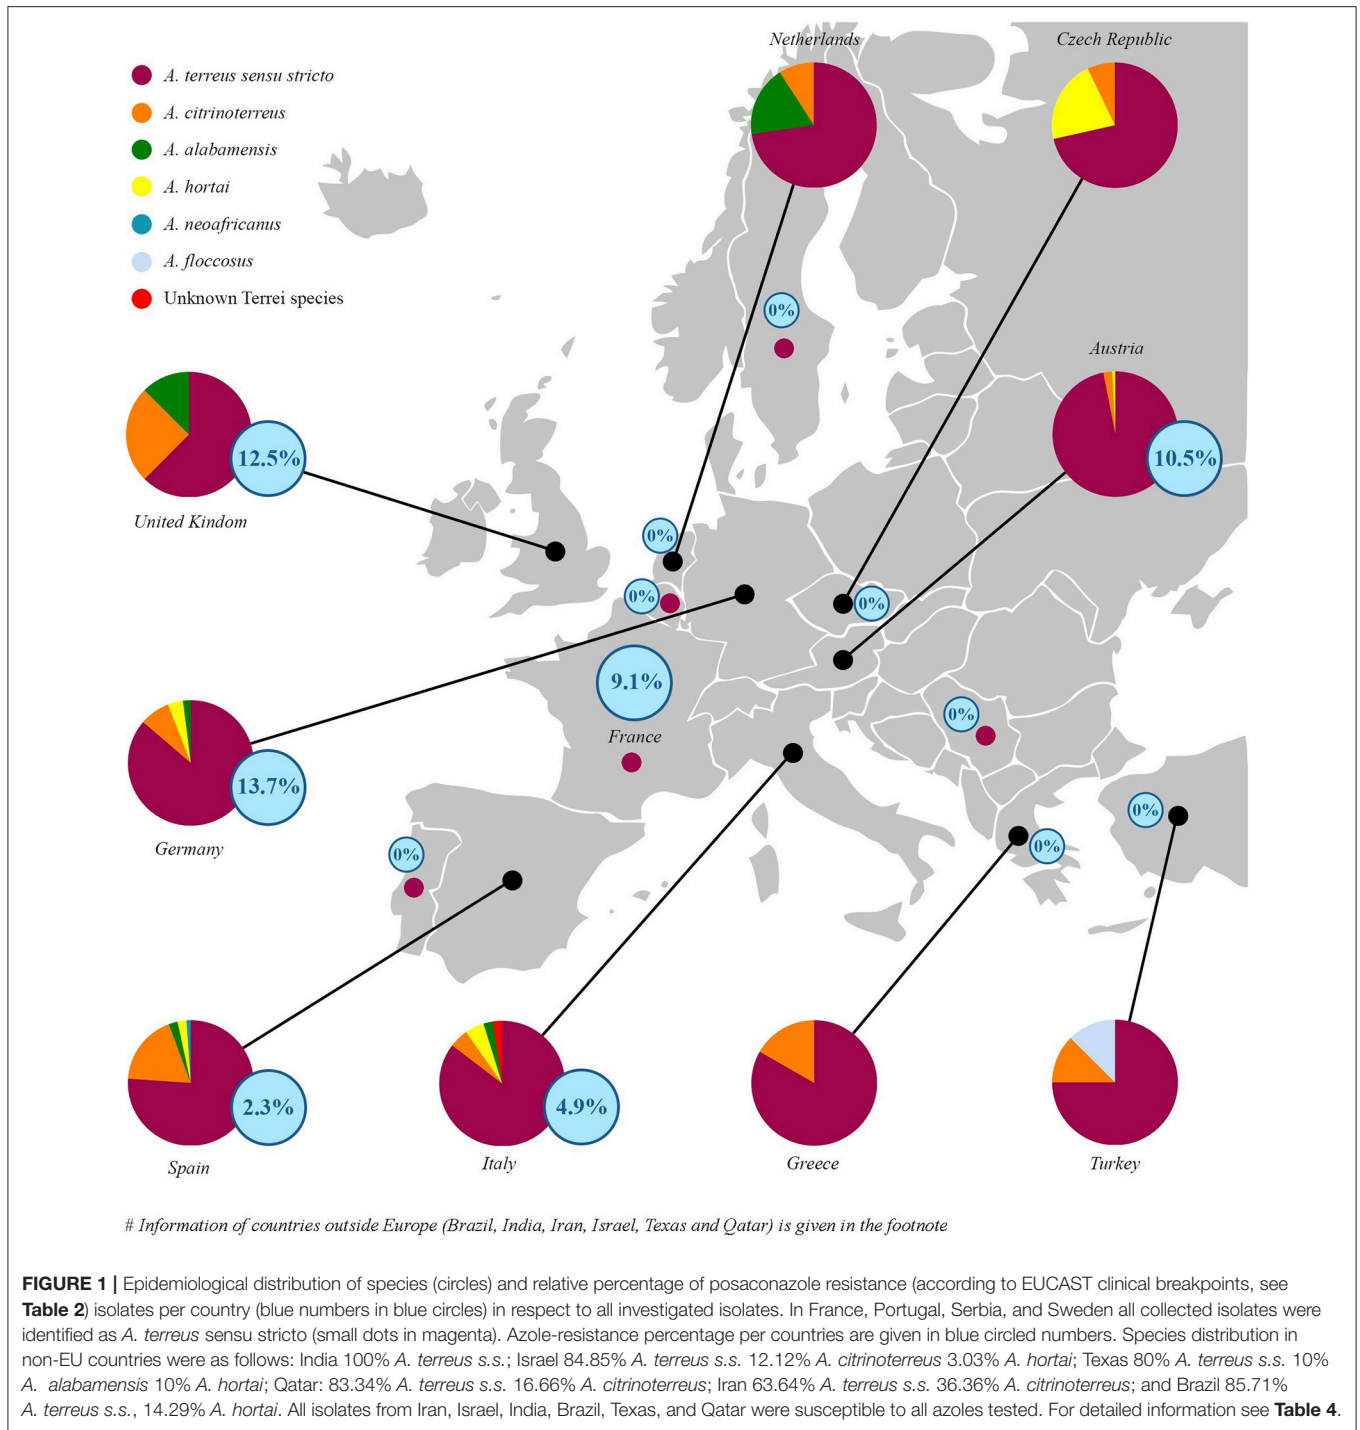 Netherlands
Czech Republic
A. terreus sensu stricto
A. citrinoterreus
A. alabamensis
A. hortai
A. neoafricanus
A. floccosus
Unknown Terrei species
0%
Austria
12.5%
10.5%
United Kindom
0%
0%
0%
9.1%
France
0%
13.7%
Germany
0%
0%
0%
2.3%
4.9%
Spain
Italy
Greece
Turkey
# Information of countries outside Europe (Brazil, India, Iran, Israel, Texas and Qatar) is given in the footnote
FIGURE 1 | Epidemiological distribution of species (circles) and relative percentage of posaconazole resistance (according to EUCAST clinical breakpoints, see
Table 2) isolates per country (blue numbers in blue circles) in respect to all investigated isolates. In France, Portugal, Serbia, and Sweden all collected isolates were
identified as A. terreus sensu stricto (small dots in magenta). Azole-resistance percentage per countries are given in blue circled numbers. Species distribution in
non-EU countries were as follows: India 100% A. terreus s.s.; Israel 84.85% A. terreus s.s. 12.12% A. citrinoterreus 3.03% A. hortai; Texas 80% A. terreus s.s. 10%
A. alabamensis 10% A. hortai; Qatar: 83.34% A. terreus s.s. 16.66% A. citrinoterreus; Iran 63.64% A. terreus s.s. 36.36% A. citrinoterreus; and Brazil 85.71%
A. terreus s.s., 14.29% A. hortai. All isolates from Iran, Israel, India, Brazil, Texas, and Qatar were susceptible to all azoles tested. For detailed information see Table 4.